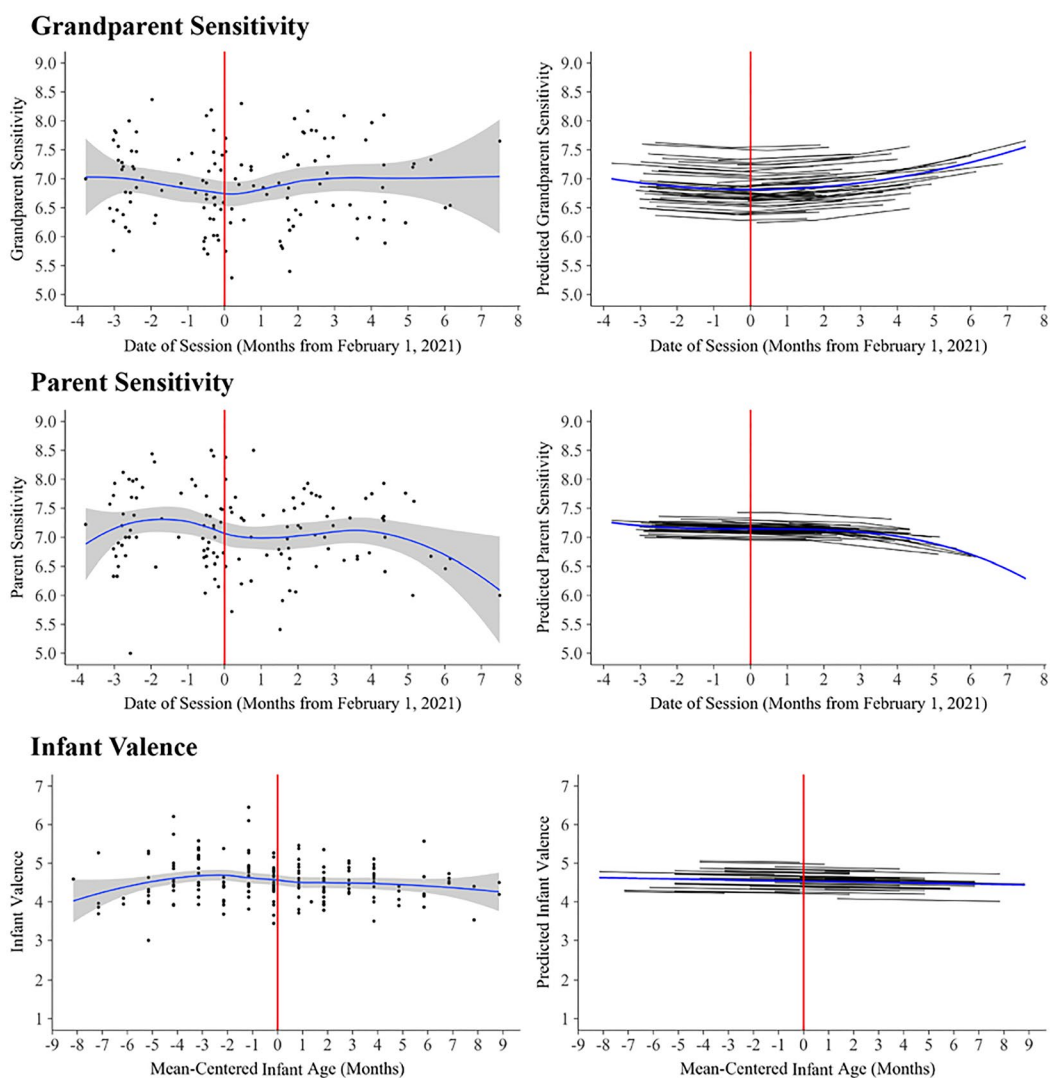 Grandparent Sensitivity
Grandparent Sensitivity
9.0
8.5
8.0
7.5
7.0
6.5
6.0
5.5
5.0
-4 -3 -2 -1 0 1 2 3 4 5 6 7 8
Date of Session (Months from February 1, 2021)
Predicted Grandparent Sensitivity
9.0
8.5
8.0
7.5
7.0
6.5
6.0
5.5
5.0
-4 -3 -2 -1 0 1 2 3 4 5 6 7 8
Date of Session (Months from February 1, 2021)
Parent Sensitivity
Parent Sensitivity
9.0
8.5
8.0
7.5
7.0
6.5
6.0
5.5
5.0
-4 -3 -2 -1 0 1 2 3 4 5 6 7 8
Date of Session (Months from February 1, 2021)
Predicted Parent Sensitivity
9.0
8.5
8.0
7.5
7.0
6.5
6.0
5.5
5.0
-4 -3 -2 -1 0 1 2 3 4 5 6 7 8
Date of Session (Months from February 1, 2021)
Infant Valence
Infant Valence
7
6
5
4
3
2
1
-9 -8 -7 -6 -5 -4 -3 -2 -1 0 1 2 3 4 5 6 7 8 9
Mean-Centered Infant Age (Months)
Predicted Infant Valence
7
6
5
4
3
2
1
-9 -8 -7 -6 -5 -4 -3 -2 -1 0 1 2 3 4 5 6 7 8 9
Mean-Centered Infant Age (Months)